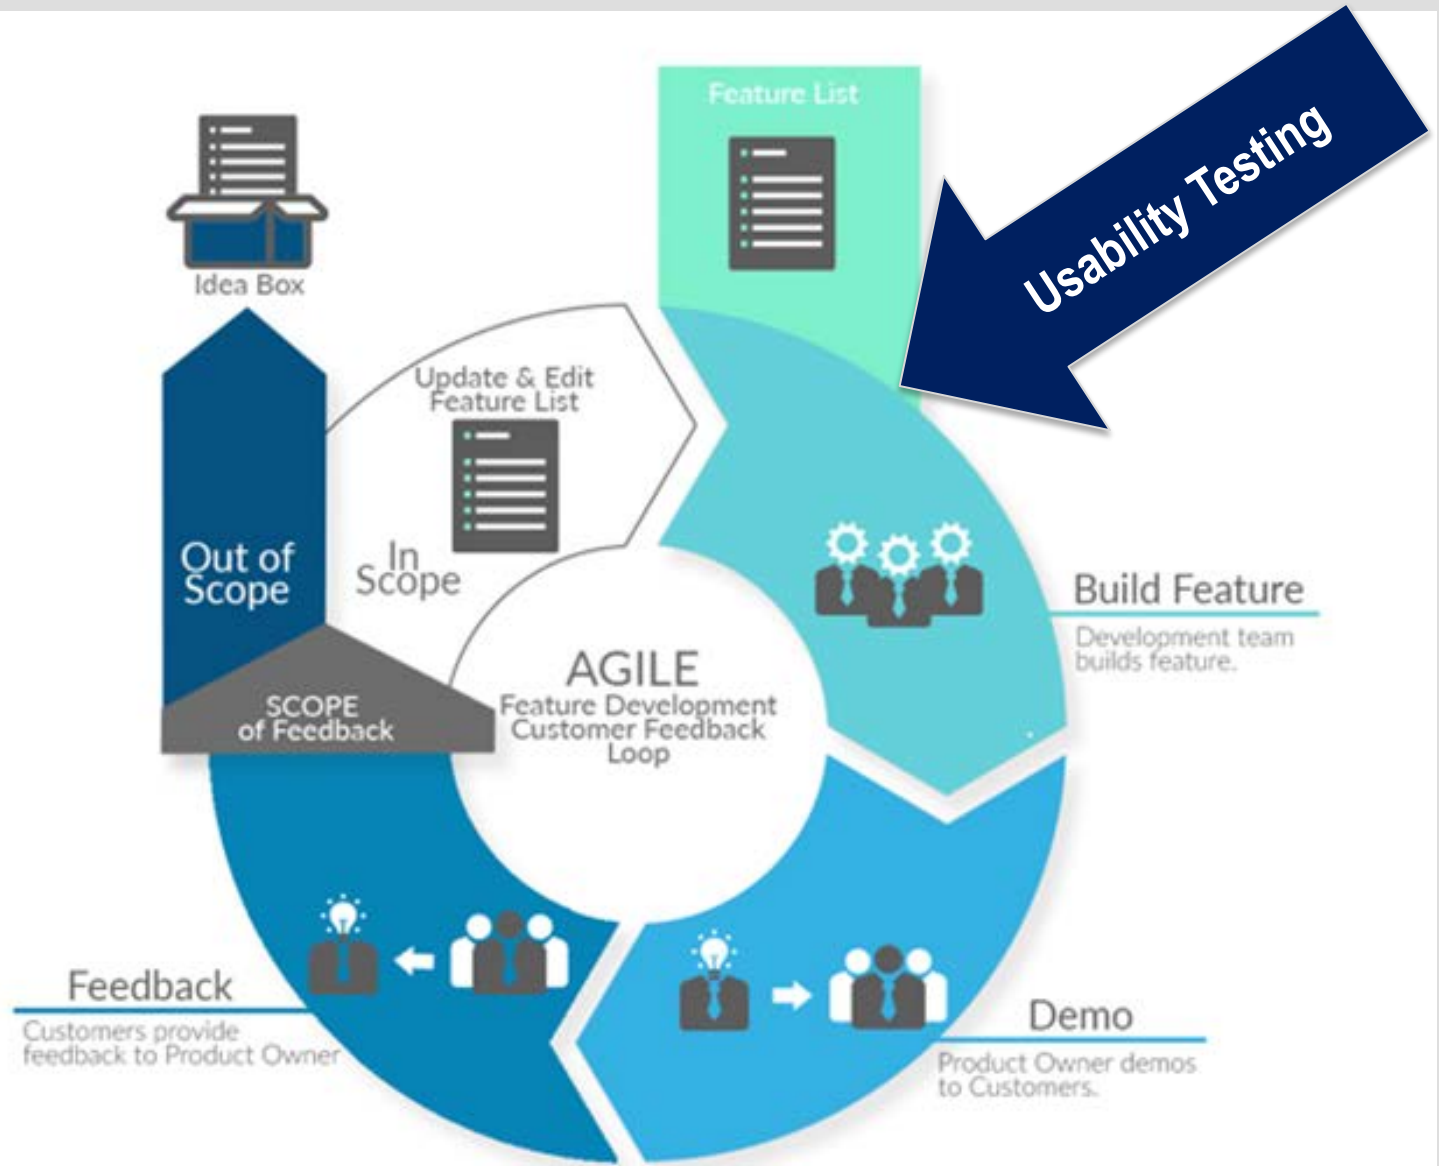 Feature List
Usability Testing
Idea Box
Update & Edit
Feature List
Out of
Scope
In
Scope
Build Feature
Development team
builds feature.
AGILE
Feature Development
Customer Feedback
Loop
SCOPE
of Feedback
Feedback
Customers provide
feedback to Product Owner
Demo
Product Owner demos
to Customers.